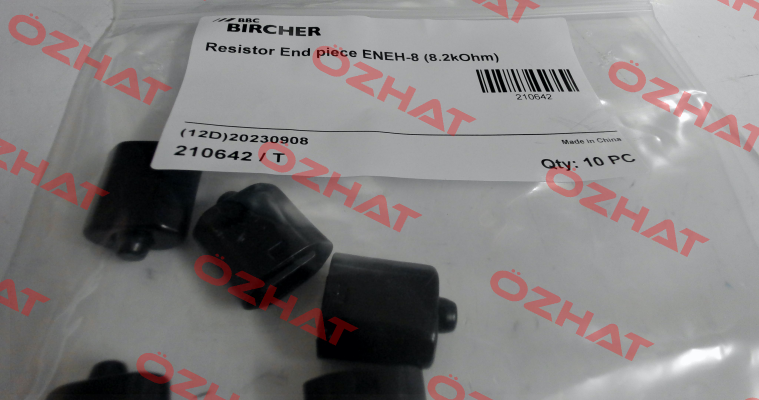 BBC
BIRCHER
Resistor End piece ENEH-8 (8.2kOhm)
210642
(12D)20230908
Made in China
210642 / T
Qty: 10 PC
ÖZHAT
ÖZHAT
ÖZHAT
ÖZHAT
ÖZHAT
ÖZHAT
ÖZHAT
ÖZHAT
ÖZHAT
ÖZHAT
ÖZHAT